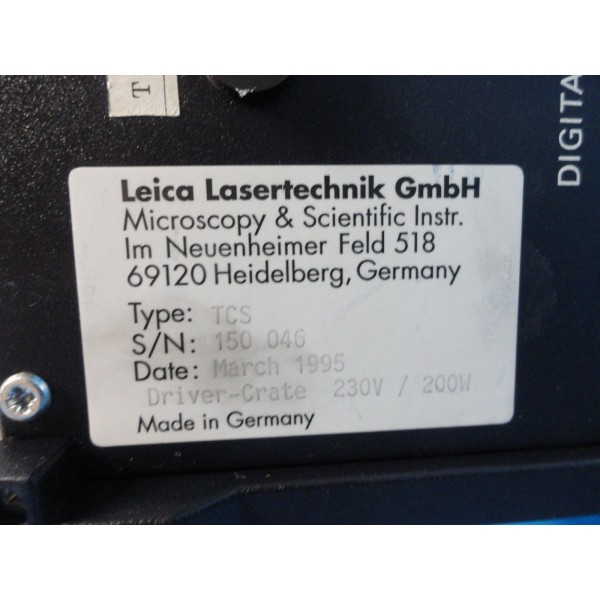 T
DIGITA
Leica Lasertechnik GmbH
Microscopy & Scientific Instr.
Im Neuenheimer Feld 518
69120 Heidelberg, Germany
Type: TCS
S/N: 150 046
Date: March 1995
Driver-Crate 230V / 200W
Made in Germany